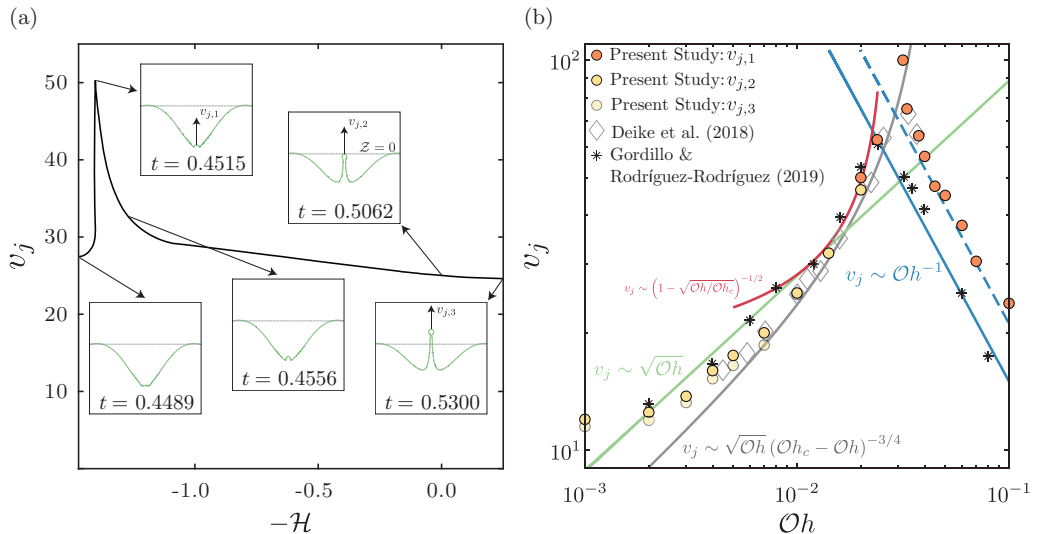 (a)
50
40
30
20
10
v_j
-1.0
-0.5
0.0
−ℋ
v_{j,1}
t = 0.4515
v_{j,2}
𝒵 = 0
t = 0.5062
t = 0.4489
t = 0.4556
v_{j,3}
t = 0.5300
(b)
10^2
10^1
v_j
10^{-3}
10^{-2}
10^{-1}
𝒪h
Present Study: v_{j,1}
Present Study: v_{j,2}
Present Study: v_{j,3}
Deike et al. (2018)
Gordillo &
Rodríguez-Rodríguez (2019)
v_j ∼ 𝒪h^{-1}
v_j ∼ (1 − √(𝒪h/𝒪h_c))^{-1/2}
v_j ∼ √𝒪h
v_j ∼ √𝒪h (𝒪h_c − 𝒪h)^{-3/4}